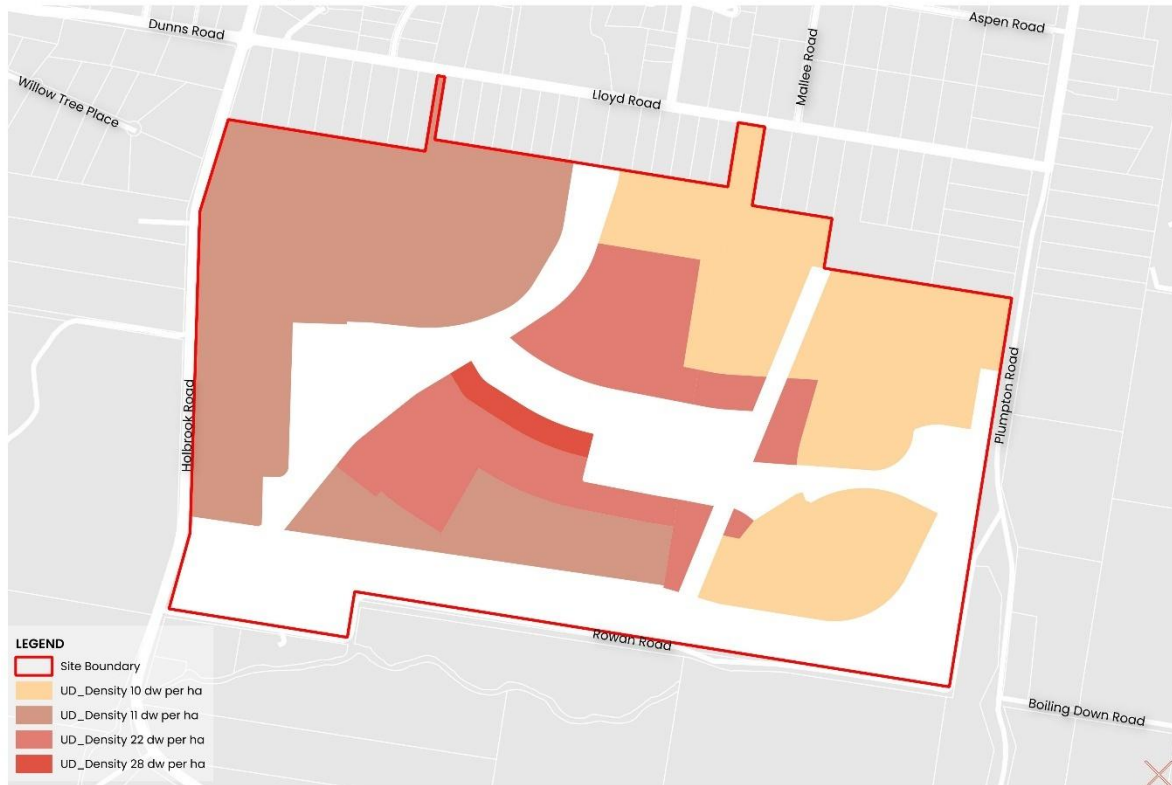 Dunns Road
Aspen Road
Willow Tree Place
Mallee Road
Lloyd Road
Holbrook Road
Plumpton Road
Rowan Road
Boiling Down Road
LEGEND
Site Boundary
UD_Density 10 dw per ha
UD_Density 11 dw per ha
UD_Density 22 dw per ha
UD_Density 28 dw per ha